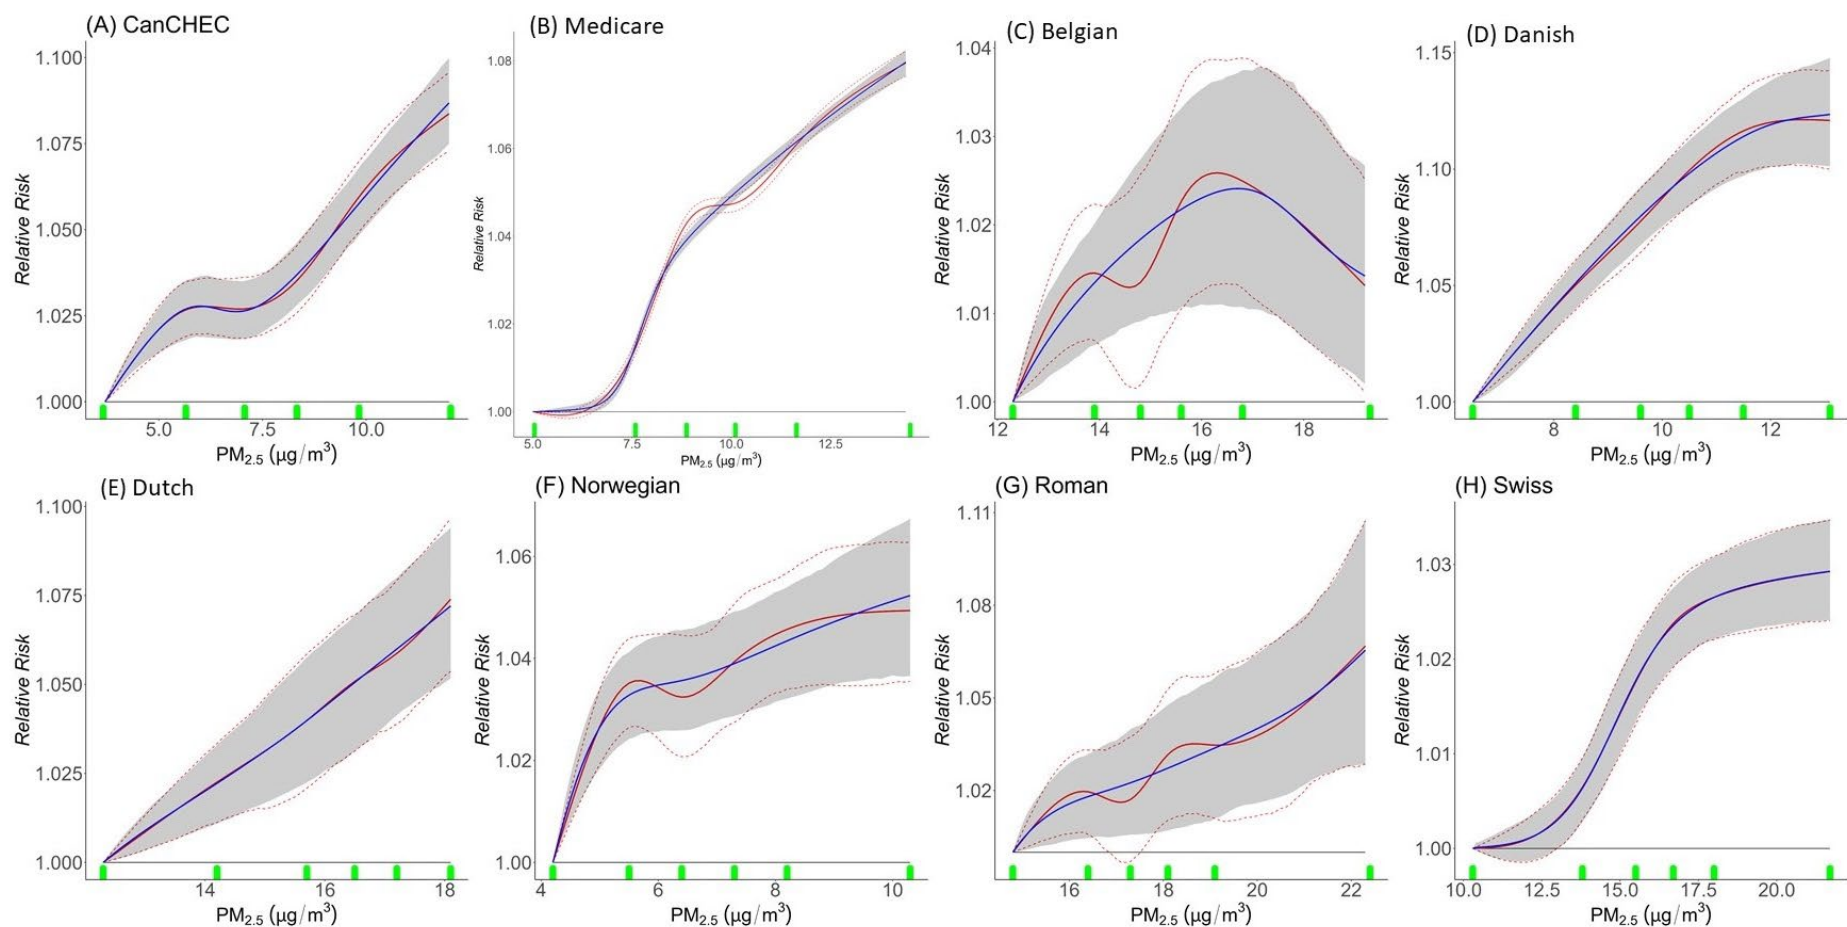 (A) CanCHEC
Relative Risk
1.100
1.075
1.050
1.025
1.000
5.0 7.5 10.0
PM2.5 (μg/m³)
(B) Medicare
Relative Risk
1.08
1.06
1.04
1.02
1.00
5.0 7.5 10.0 12.5
PM2.5 (μg/m³)
(C) Belgian
Relative Risk
1.04
1.03
1.02
1.01
1.00
12 14 16 18
PM2.5 (μg/m³)
(D) Danish
Relative Risk
1.15
1.10
1.05
1.00
8 10 12
PM2.5 (μg/m³)
(E) Dutch
Relative Risk
1.100
1.075
1.050
1.025
1.000
14 16 18
PM2.5 (μg/m³)
(F) Norwegian
Relative Risk
1.06
1.04
1.02
1.00
4 6 8 10
PM2.5 (μg/m³)
(G) Roman
Relative Risk
1.11
1.08
1.05
1.02
16 18 20 22
PM2.5 (μg/m³)
(H) Swiss
Relative Risk
1.03
1.02
1.01
1.00
10.0 12.5 15.0 17.5 20.0
PM2.5 (μg/m³)